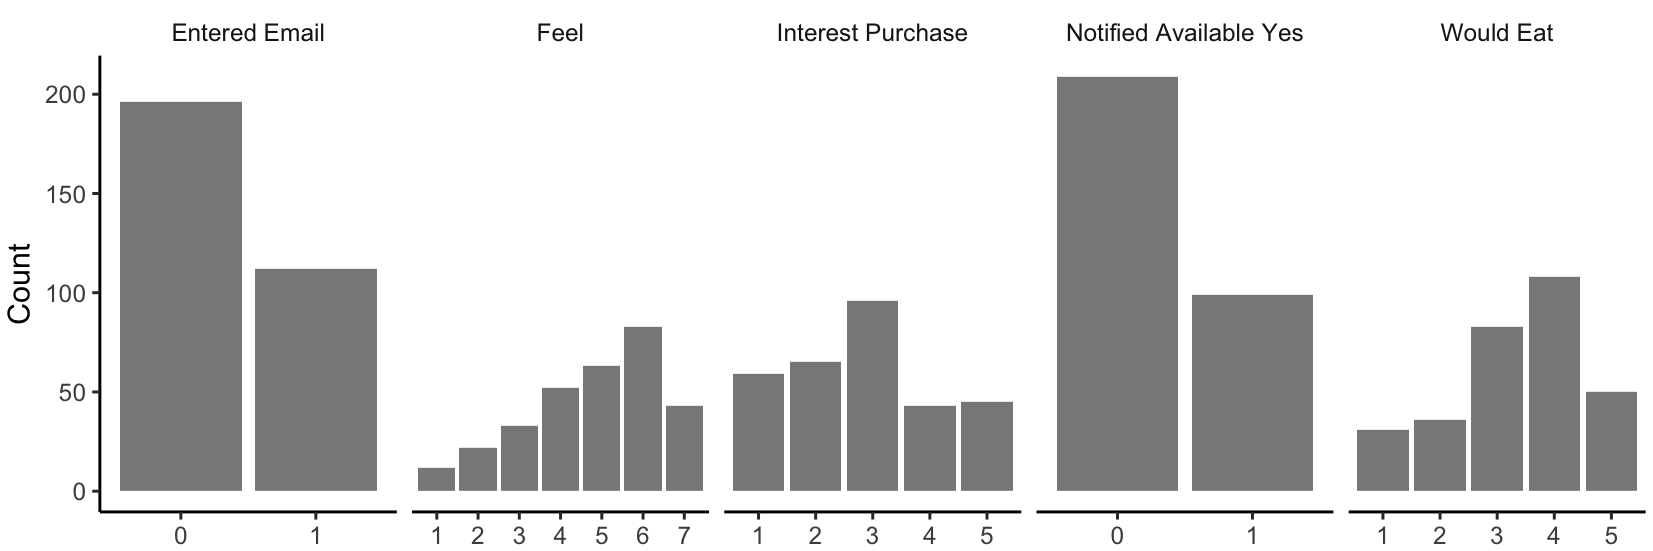 Entered Email
Feel
Interest Purchase
Notified Available Yes
Would Eat
Count
200
150
100
50
0
0 1
1 2 3 4 5 6 7
1 2 3 4 5
0 1
1 2 3 4 5